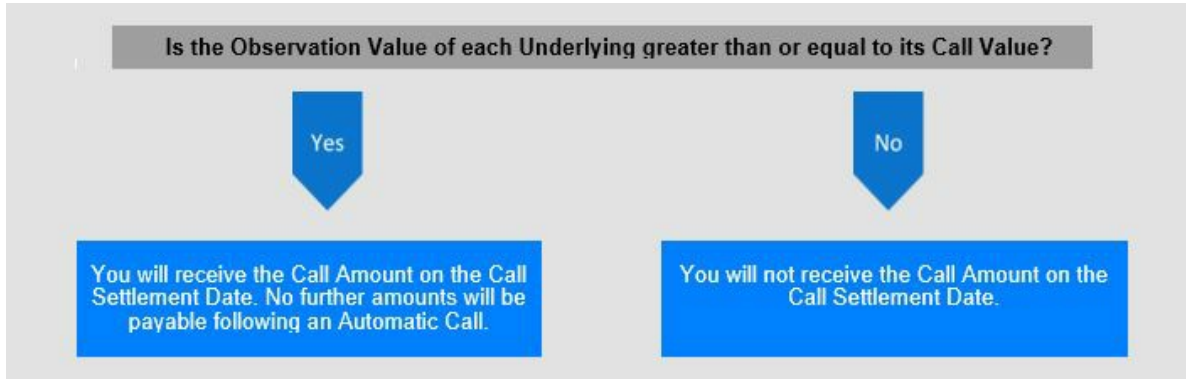 Is the Observation Value of each Underlying greater than or equal to its Call Value?
Yes
No
You will receive the Call Amount on the Call
Settlement Date. No further amounts will be
payable following an Automatic Call.
You will not receive the Call Amount on the
Call Settlement Date.